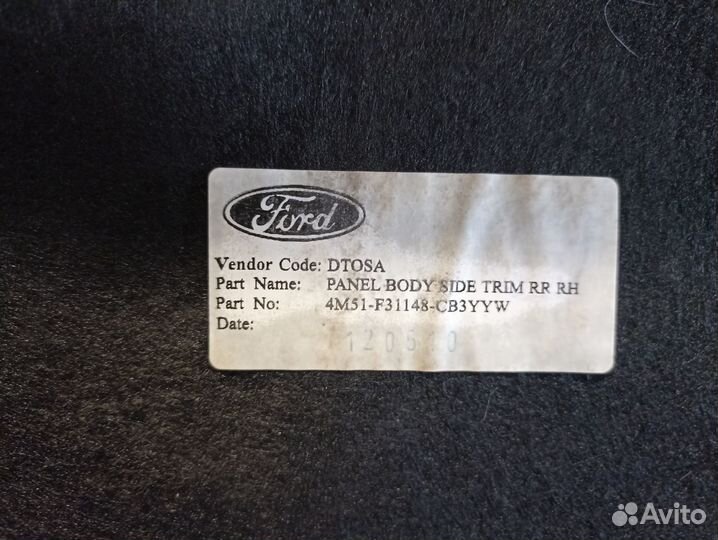 Ford
Vendor Code: DTOSA
Part Name: PANEL BODY SIDE TRIM RR RH
Part No: 4M51-F31148-CB3YYW
Date:
120510
Avito